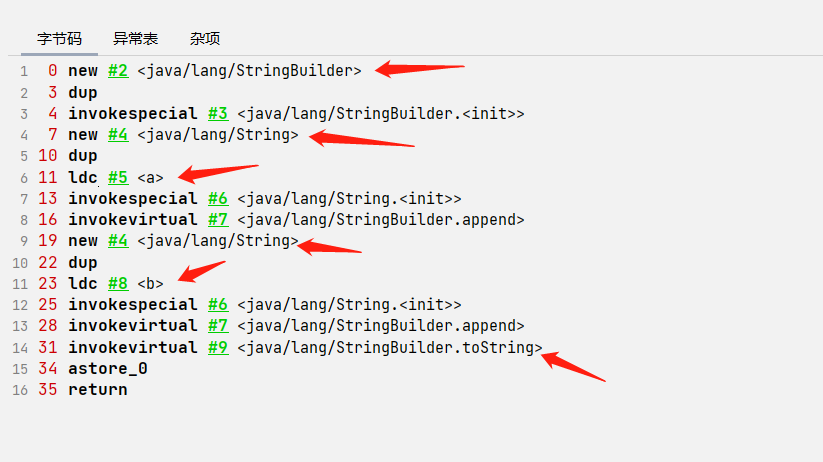 字节码 异常表 杂项
1 0 new #2 <java/lang/StringBuilder>
2 3 dup
3 4 invokespecial #3 <java/lang/StringBuilder.<init>>
4 7 new #4 <java/lang/String>
5 10 dup
6 11 ldc #5 <a>
7 13 invokespecial #6 <java/lang/String.<init>>
8 16 invokevirtual #7 <java/lang/StringBuilder.append>
9 19 new #4 <java/lang/String>
10 22 dup
11 23 ldc #8 <b>
12 25 invokespecial #6 <java/lang/String.<init>>
13 28 invokevirtual #7 <java/lang/StringBuilder.append>
14 31 invokevirtual #9 <java/lang/StringBuilder.toString>
15 34 astore_0
16 35 return